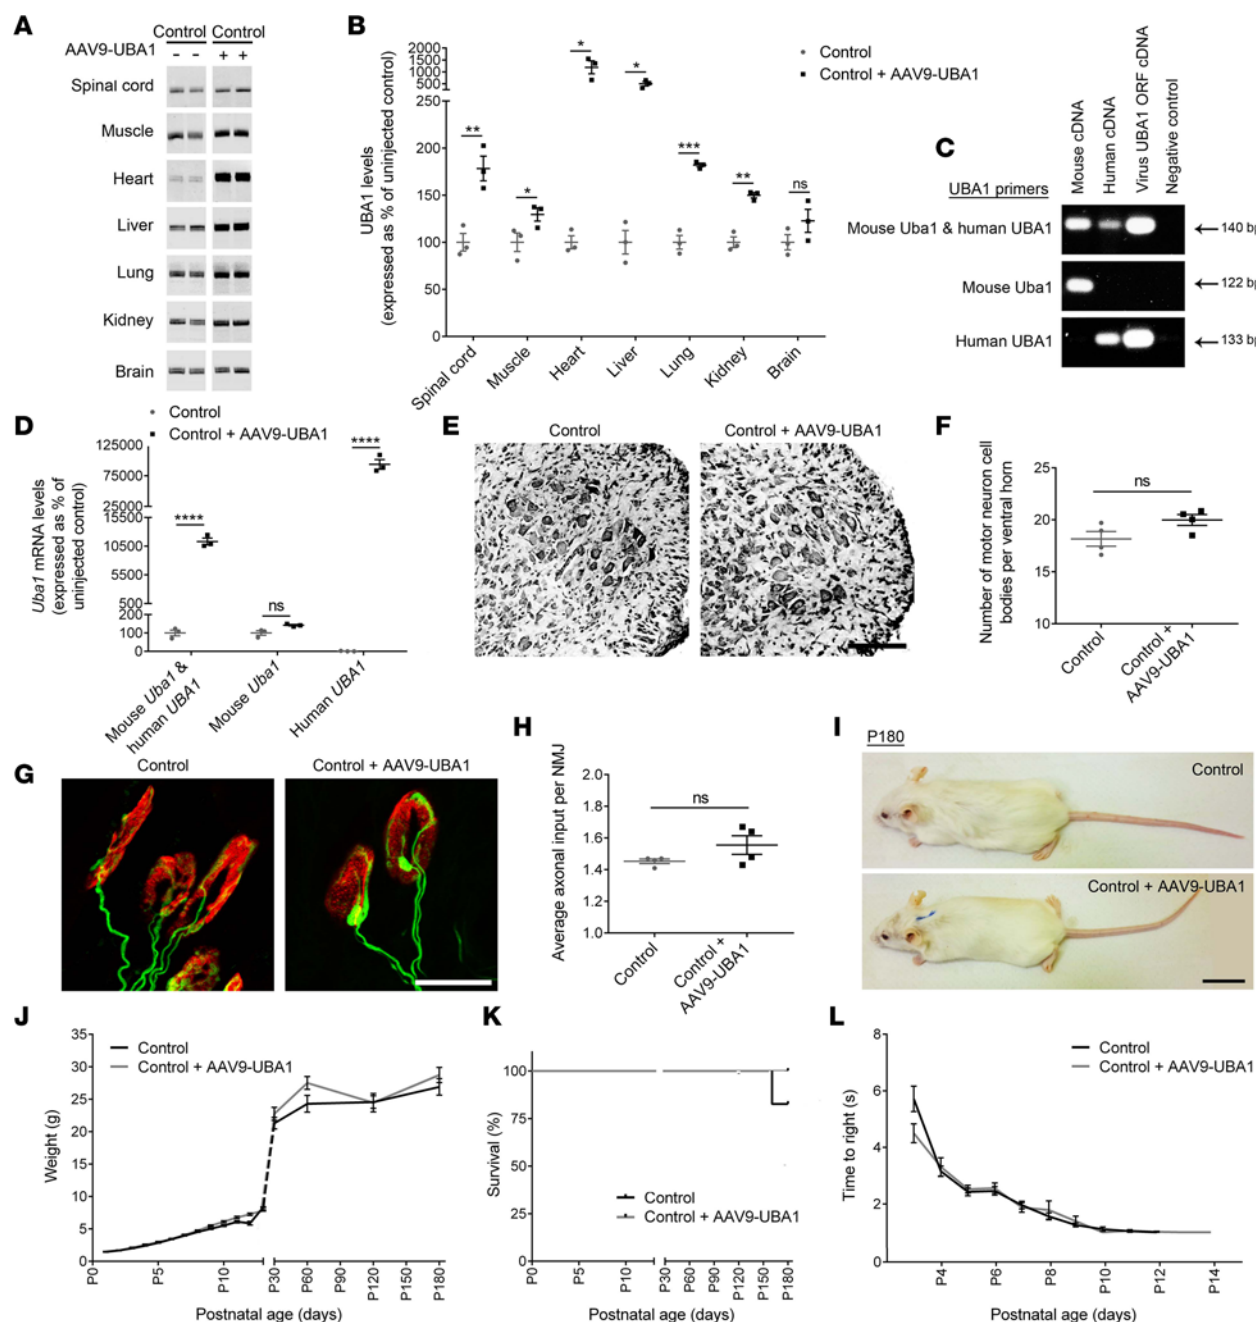 A
Control Control
AAV9-UBA1 - - + +
Spinal cord
Muscle
Heart
Liver
Lung
Kidney
Brain
B
Control
Control + AAV9-UBA1
UBA1 levels
(expressed as % of uninjected control)
2000
1500
1000
500
250
200
150
100
50
0
** * * * *** ** ns
Spinal cord Muscle Heart Liver Lung Kidney Brain
C
Mouse cDNA
Human cDNA
Virus UBA1 ORF cDNA
Negative control
UBA1 primers
Mouse Uba1 & human UBA1 ← 140 b
Mouse Uba1 ← 122 b
Human UBA1 ← 133 b
D
Control
Control + AAV9-UBA1
Uba1 mRNA levels
(expressed as % of
uninjected control)
125000
75000
25000
15500
10500
5500
500
200
100
0
**** ns ****
Mouse Uba1 &
human UBA1
Mouse Uba1
Human UBA1
E
Control Control + AAV9-UBA1
F
Number of motor neuron cell
bodies per ventral horn
25
20
15
10
ns
Control
Control +
AAV9-UBA1
G
Control Control + AAV9-UBA1
H
Average axonal input per NMJ
2.0
1.8
1.6
1.4
1.2
1.0
ns
Control
Control +
AAV9-UBA1
I
P180
Control
Control + AAV9-UBA1
J
Control
Control + AAV9-UBA1
Weight (g)
35
30
25
20
15
10
5
0
P0 P5 P10 P30 P60 P90 P120 P150 P180
Postnatal age (days)
K
Survival (%)
100
75
50
25
0
Control
Control + AAV9-UBA1
P0 P5 P10 P30 P60 P90 P120 P150 P180
Postnatal age (days)
L
Control
Control + AAV9-UBA1
Time to right (s)
8
6
4
2
0
P4 P6 P8 P10 P12 P14
Postnatal age (days)